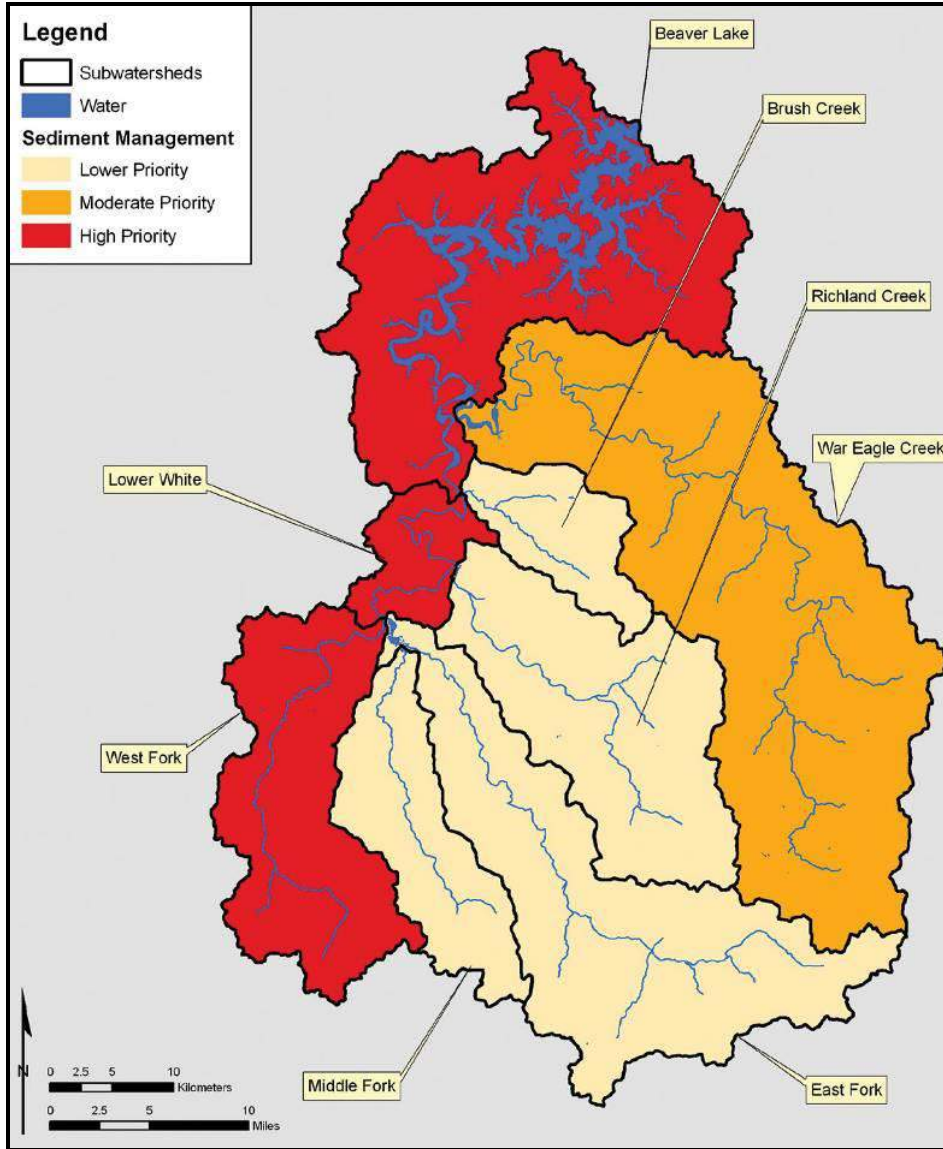 Legend
Subwatersheds
Water
Sediment Management
Lower Priority
Moderate Priority
High Priority
Beaver Lake
Brush Creek
Richland Creek
War Eagle Creek
Lower White
West Fork
Middle Fork
East Fork
N
0 2.5 5 10
Kilometers
0 2.5 5 10
Miles